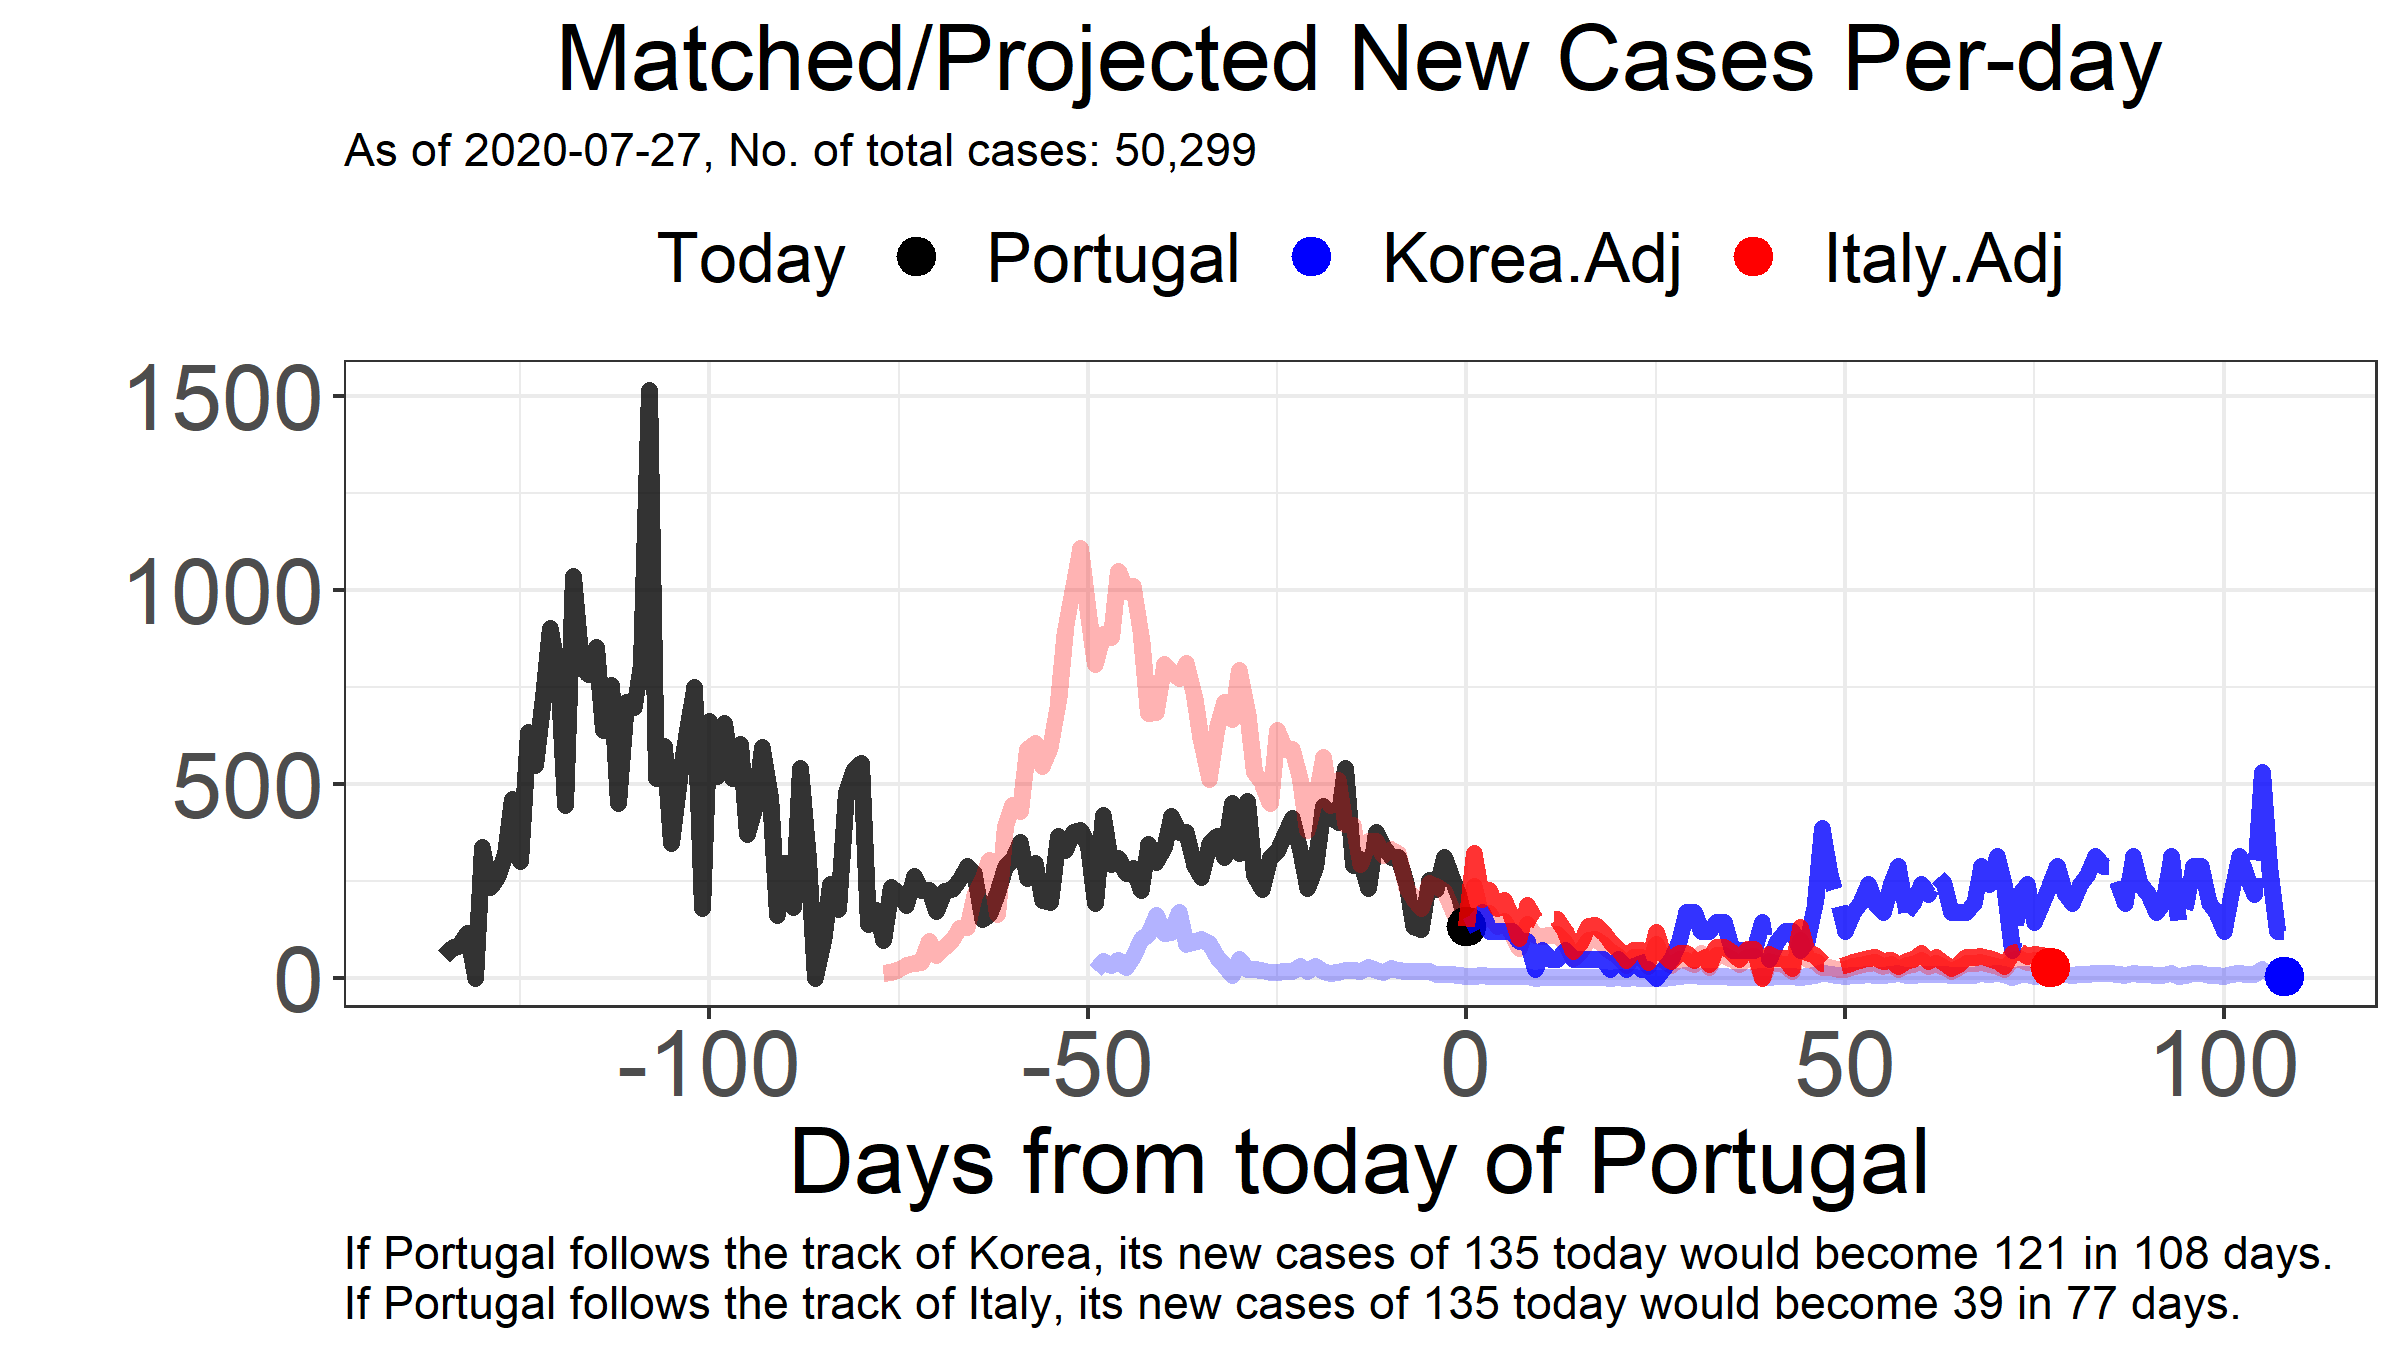 Matched/Projected New Cases Per-day
As of 2020-07-27, No. of total cases: 50,299
Today Portugal Korea.Adj Italy.Adj
1500
1000
500
0
-100 -50 0 50 100
Days from today of Portugal
If Portugal follows the track of Korea, its new cases of 135 today would become 121 in 108 days.
If Portugal follows the track of Italy, its new cases of 135 today would become 39 in 77 days.